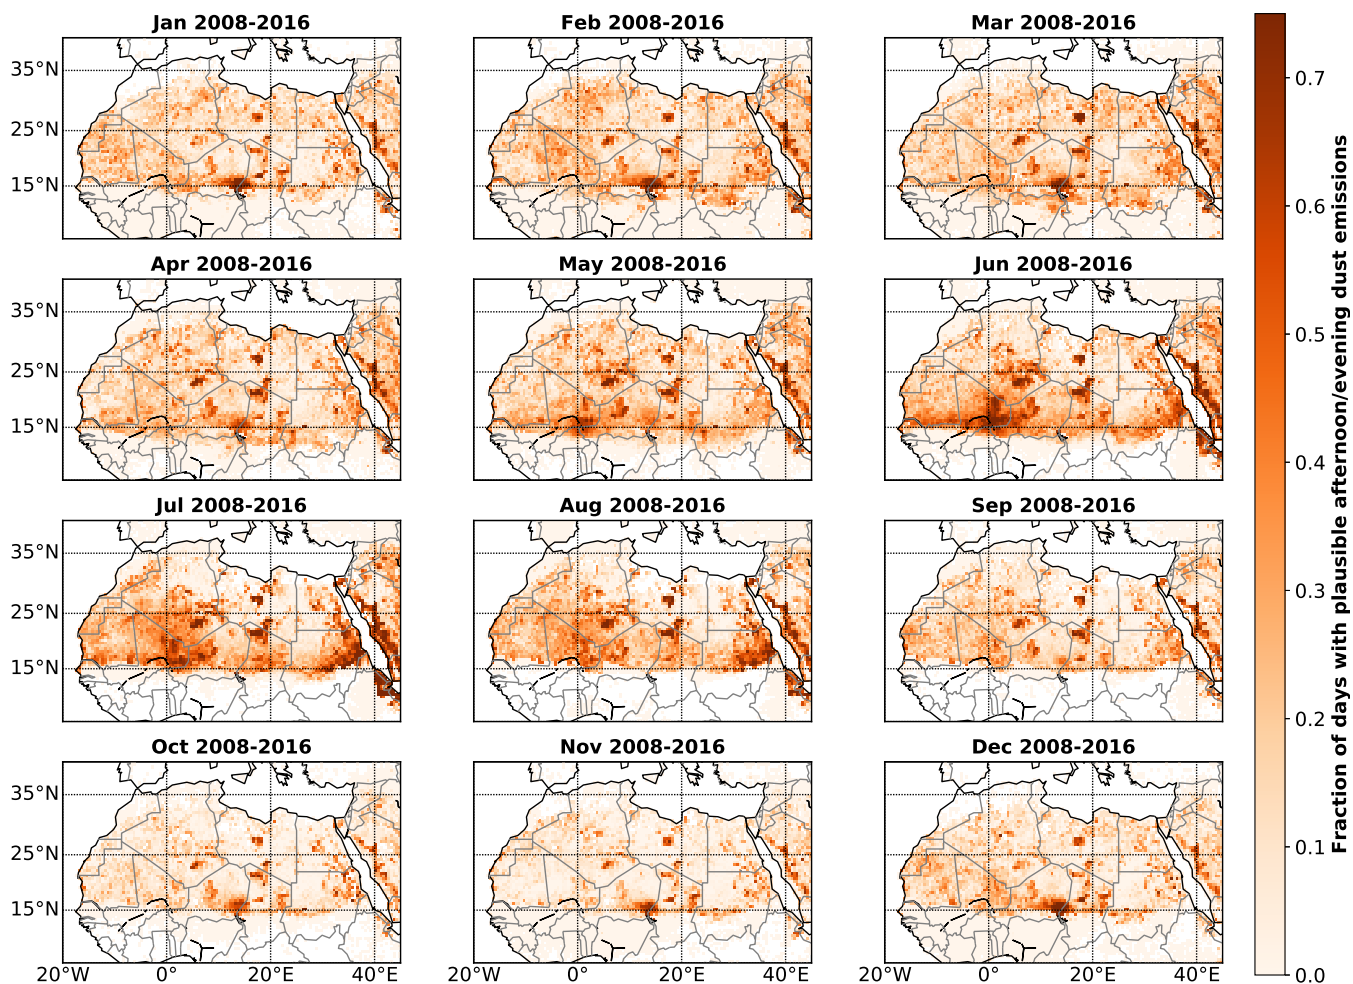 Jan 2008-2016
Feb 2008-2016
Mar 2008-2016
35°N
25°N
15°N
Apr 2008-2016
May 2008-2016
Jun 2008-2016
35°N
25°N
15°N
Jul 2008-2016
Aug 2008-2016
Sep 2008-2016
35°N
25°N
15°N
Oct 2008-2016
Nov 2008-2016
Dec 2008-2016
35°N
25°N
15°N
20°W 0° 20°E 40°E
20°W 0° 20°E 40°E
20°W 0° 20°E 40°E
0.7
0.6
0.5
0.4
0.3
0.2
0.1
0.0
Fraction of days with plausible afternoon/evening dust emissions